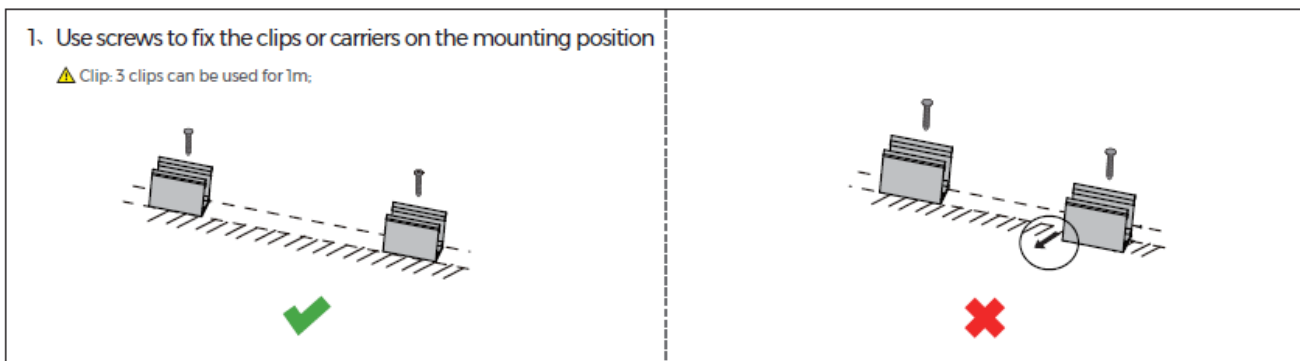 1、Use screws to fix the clips or carriers on the mounting position
Clip: 3 clips can be used for 1m;